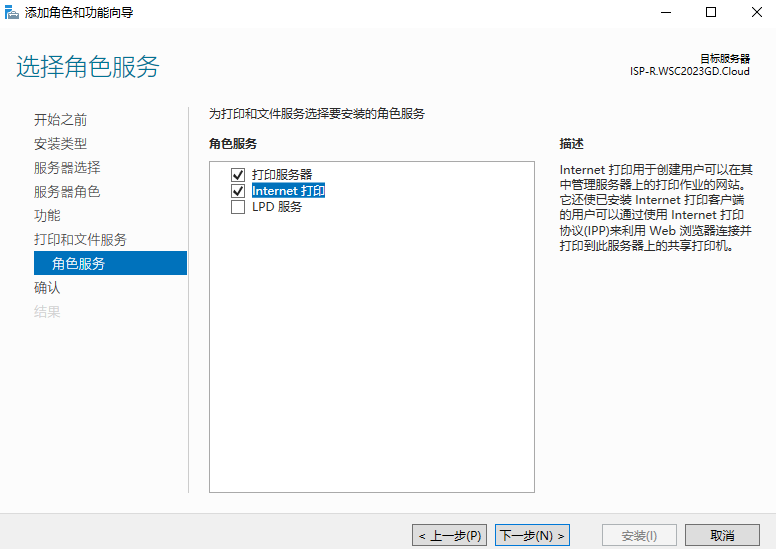 添加角色和功能向导
选择角色服务
目标服务器
ISP-R.WSC2023GD.Cloud
开始之前
安装类型
服务器选择
服务器角色
功能
打印和文件服务
角色服务
确认
结果
为打印和文件服务选择要安装的角色服务
角色服务
打印服务器
Internet 打印
LPD 服务
描述
Internet 打印用于创建用户可以在其
中管理服务器上的打印作业的网站。
它还使已安装 Internet 打印客户端
的用户可以通过使用 Internet 打印
协议(IPP)来利用 Web 浏览器连接并
打印到此服务器上的共享打印机。
< 上一步(P)
下一步(N) >
安装(I)
取消